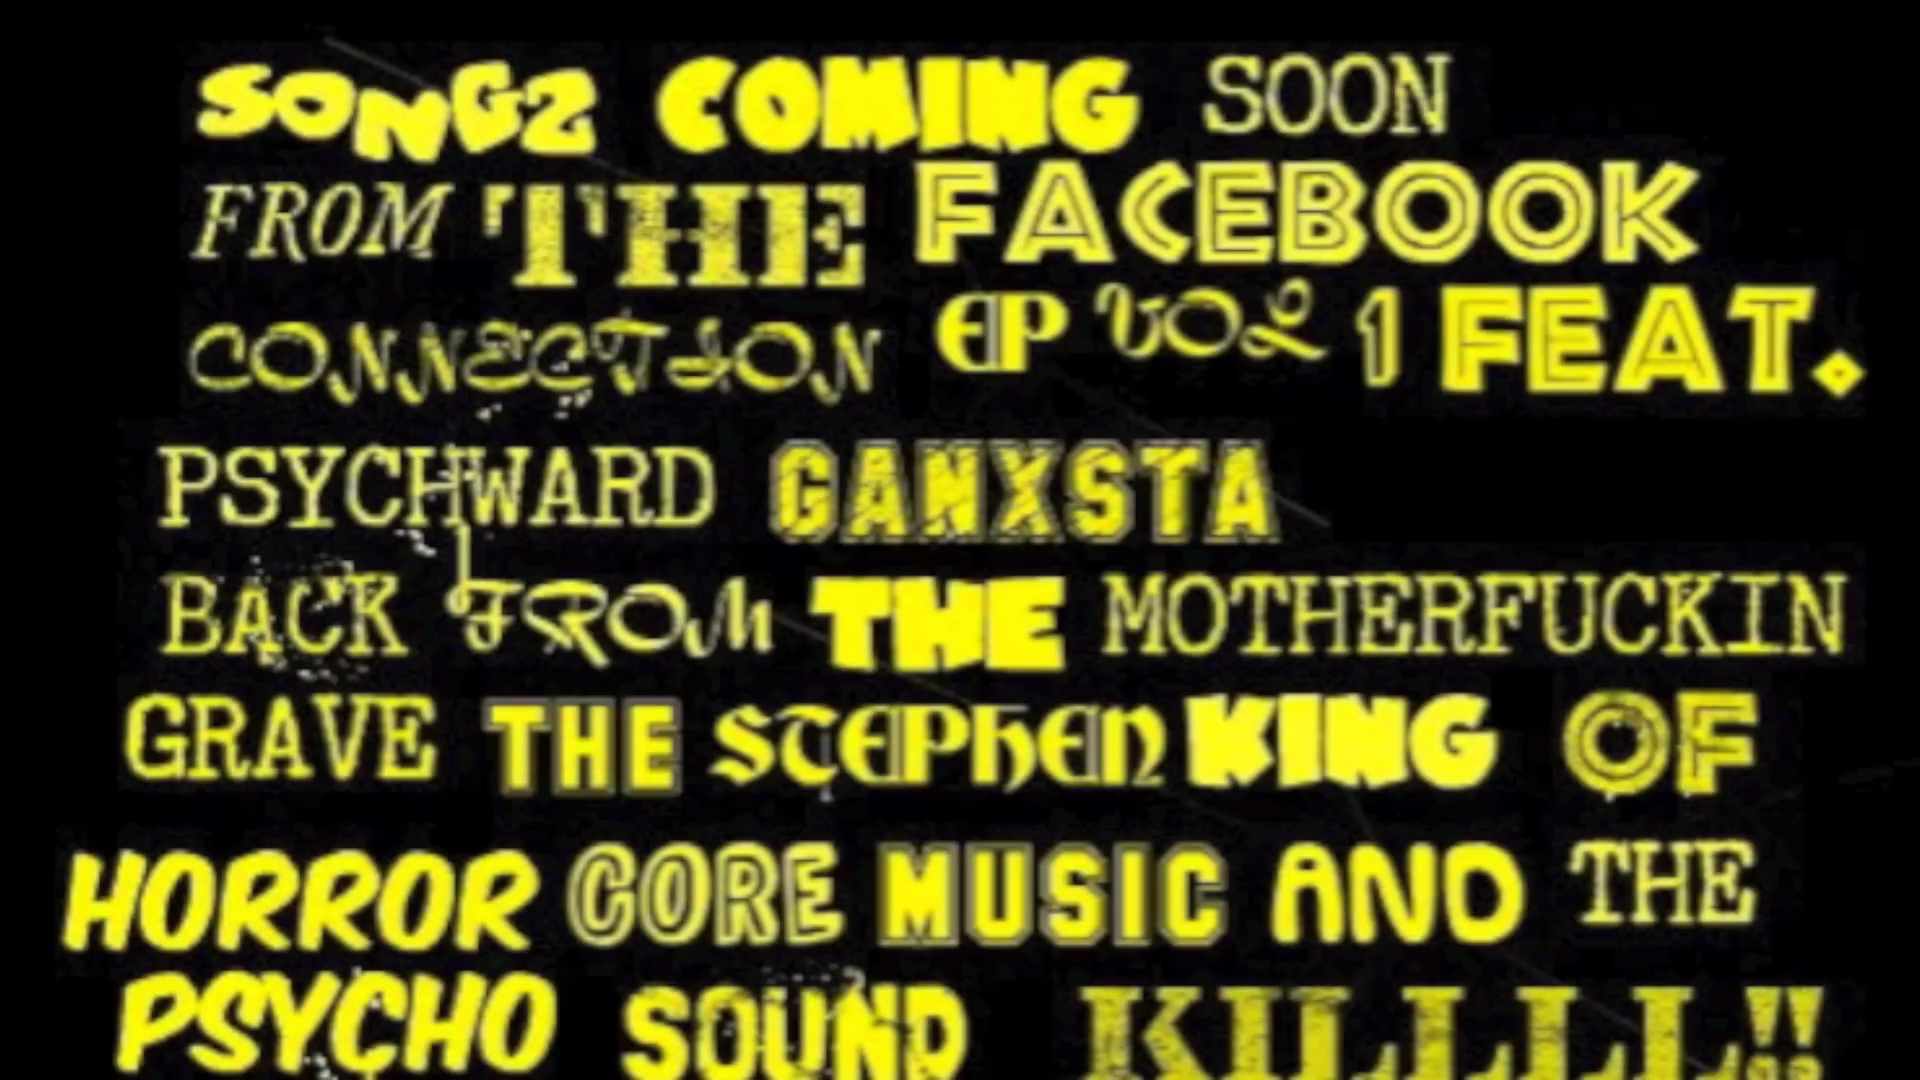 SONGZ COMING SOON
FROM THE FACEBOOK
CONNECTION EP VOL 1 FEAT.
PSYCHWARD GANXSTA
BACK FROM THE MOTHERFUCKIN
GRAVE THE STEPHEN KING OF
HORROR CORE MUSIC AND THE
PSYCHO SOUND KILLLL!!